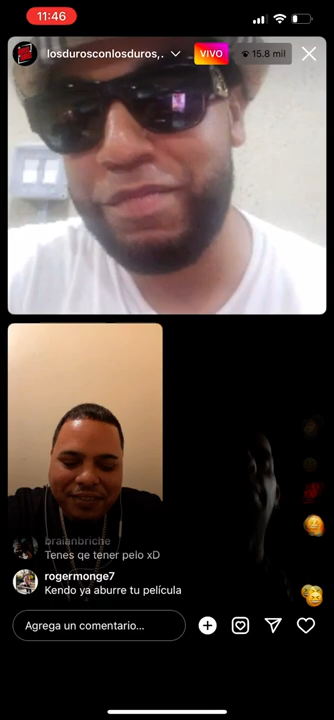 11:46
losdurosconlosduros,.
VIVO
15.8 mil
braianbriche
Tenes qe tener pelo xD
rogermonge7
Kendo ya aburre tu película
Agrega un comentario...